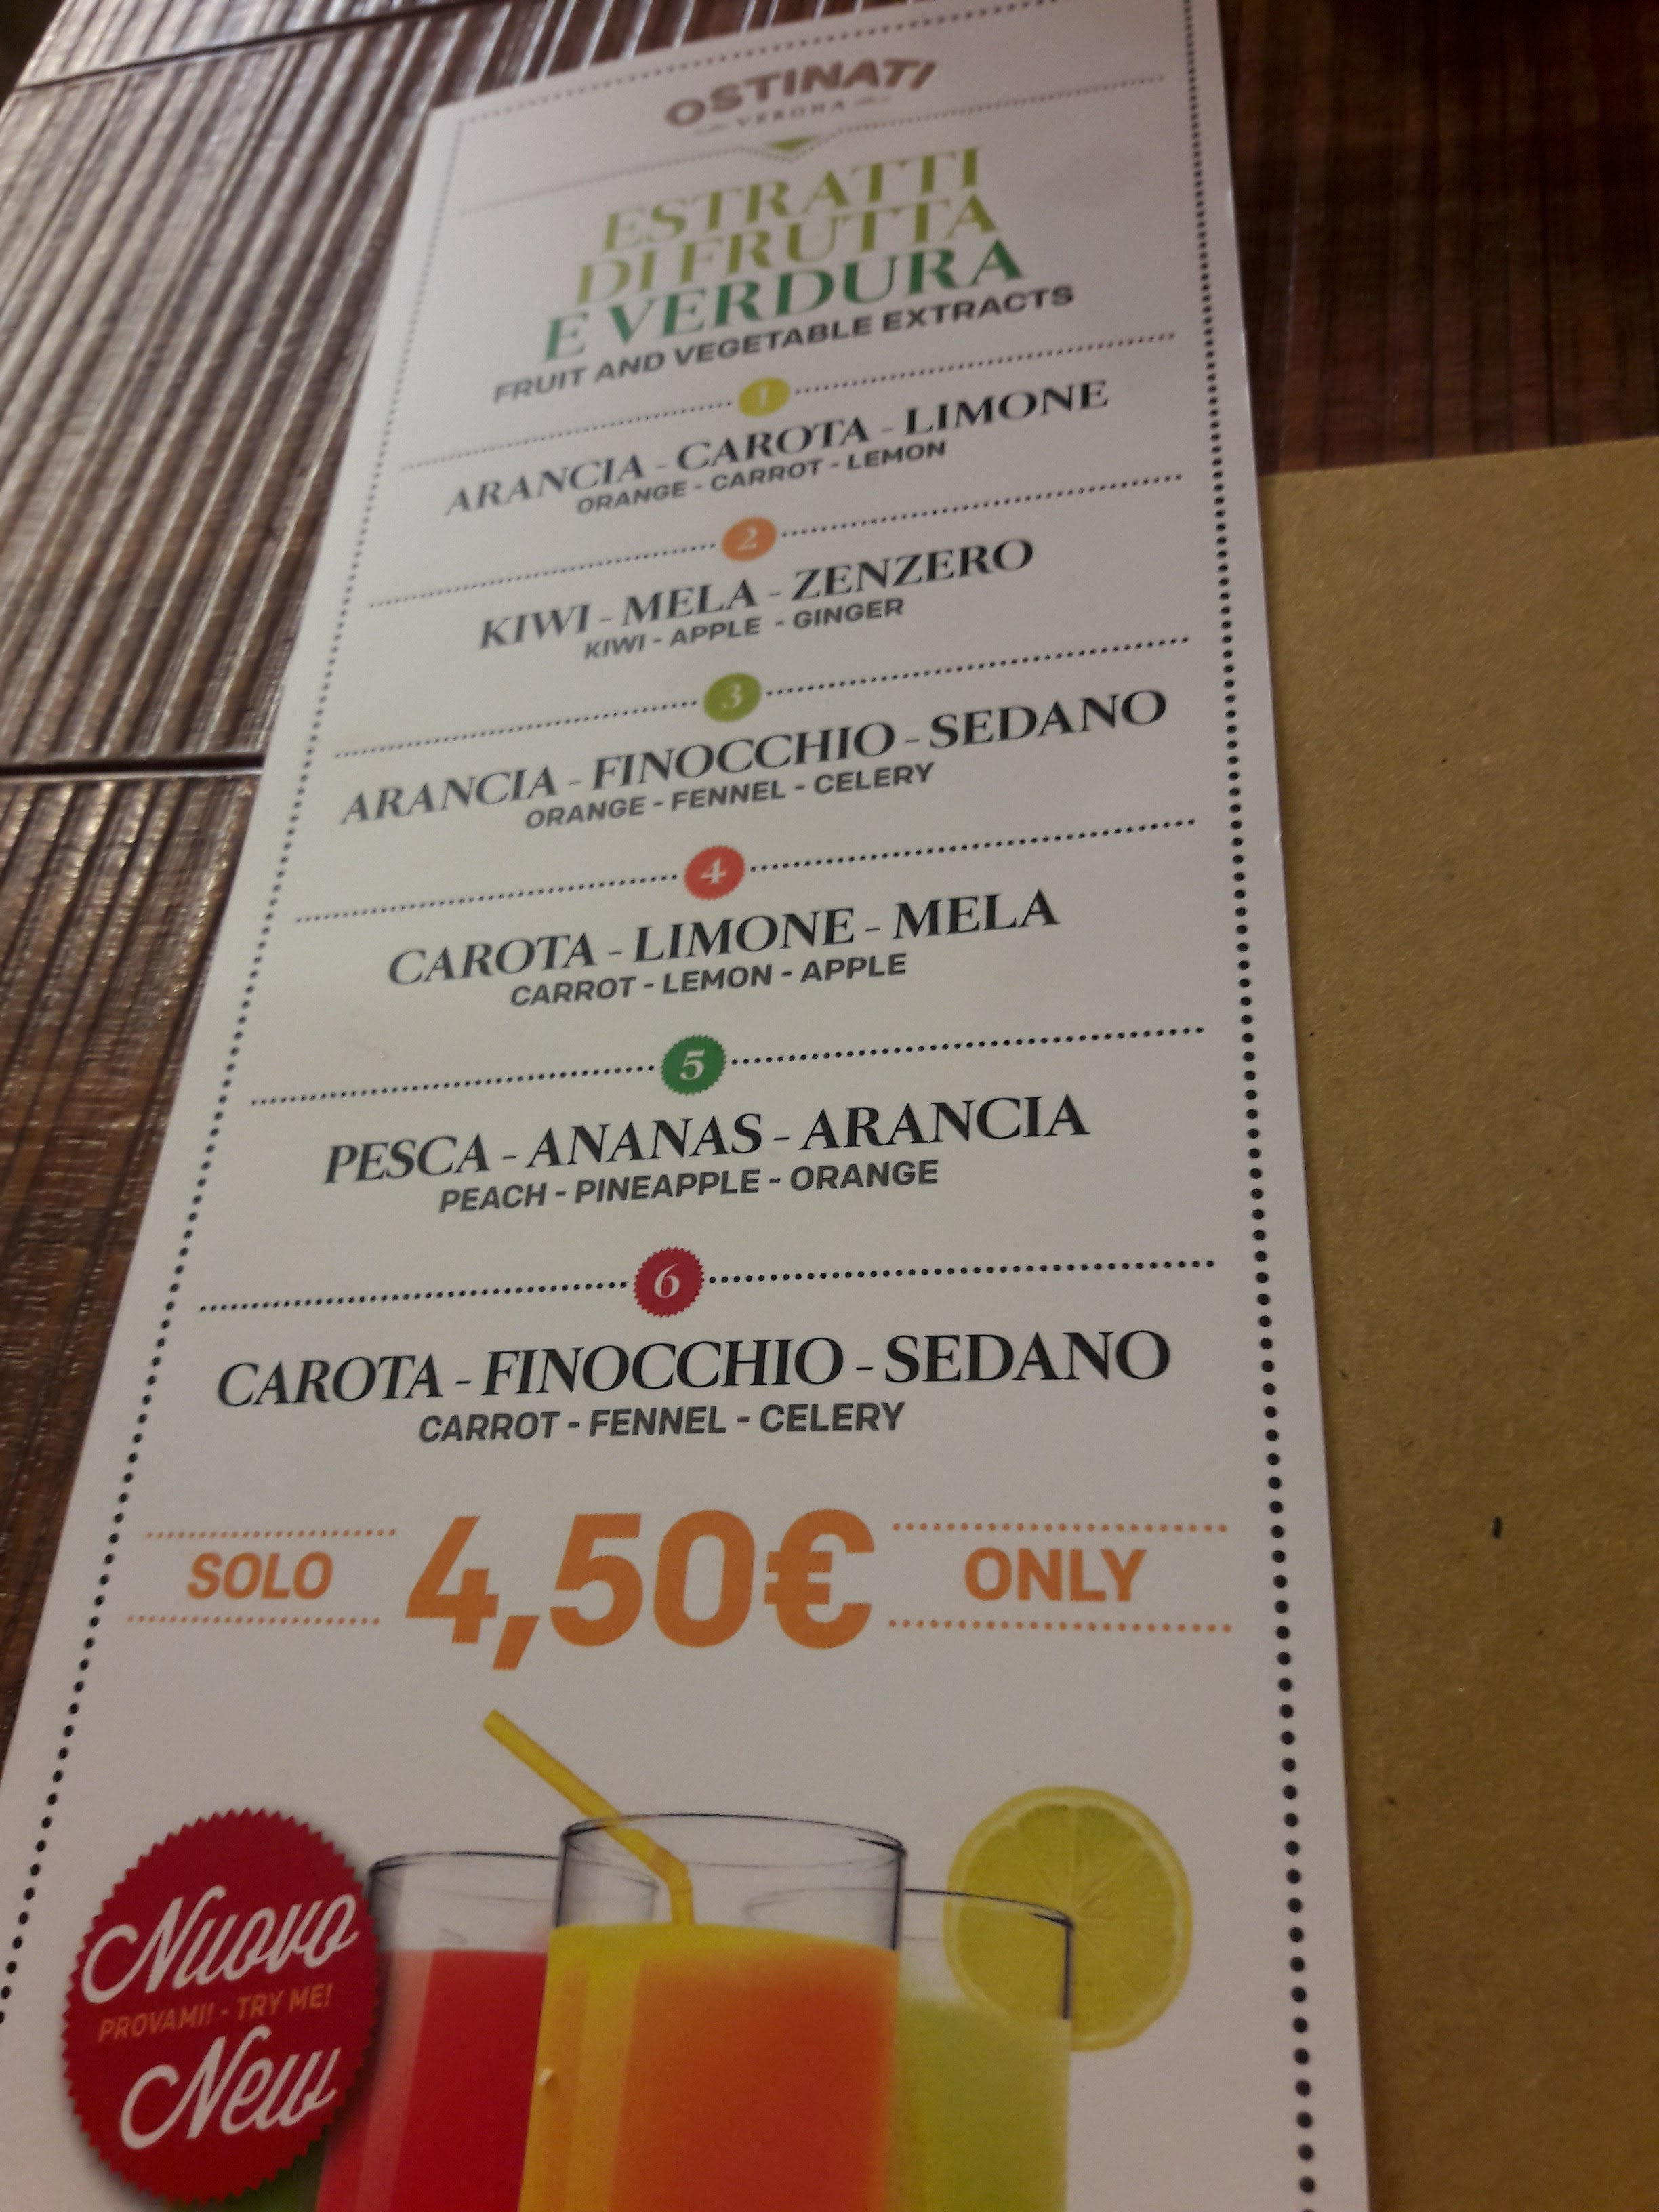 OSTINATI
VERONA
ESTRATTI
DI FRUTTA
E VERDURA
FRUIT AND VEGETABLE EXTRACTS
1
ARANCIA - CAROTA - LIMONE
ORANGE - CARROT - LEMON
2
KIWI - MELA - ZENZERO
KIWI - APPLE - GINGER
3
ARANCIA - FINOCCHIO - SEDANO
ORANGE - FENNEL - CELERY
4
CAROTA - LIMONE - MELA
CARROT - LEMON - APPLE
5
PESCA - ANANAS - ARANCIA
PEACH - PINEAPPLE - ORANGE
6
CAROTA - FINOCCHIO - SEDANO
CARROT - FENNEL - CELERY
SOLO 4,50€ ONLY
Nuovo
PROVAMI! - TRY ME!
New